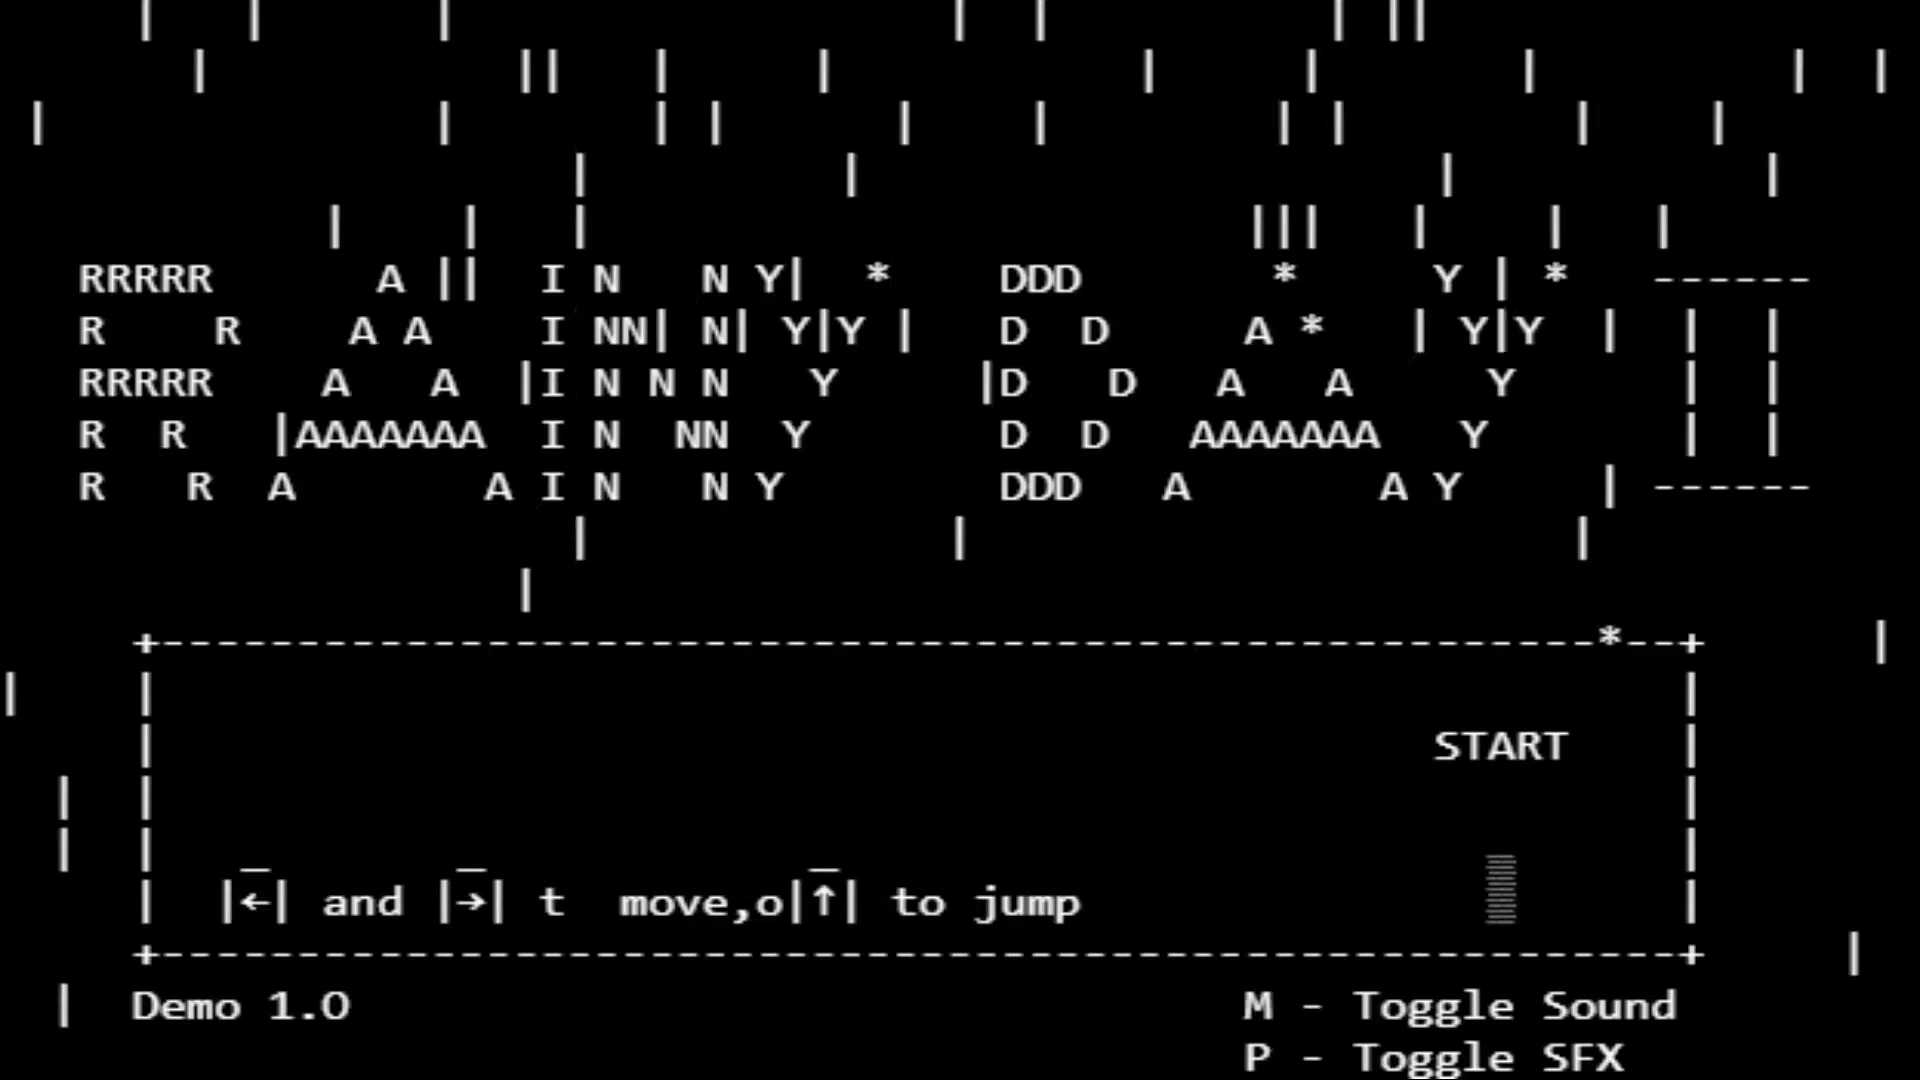 RAINY DAY
START
|←| and |→| t  move,o|↑| to jump
Demo 1.0
M - Toggle Sound
P - Toggle SFX